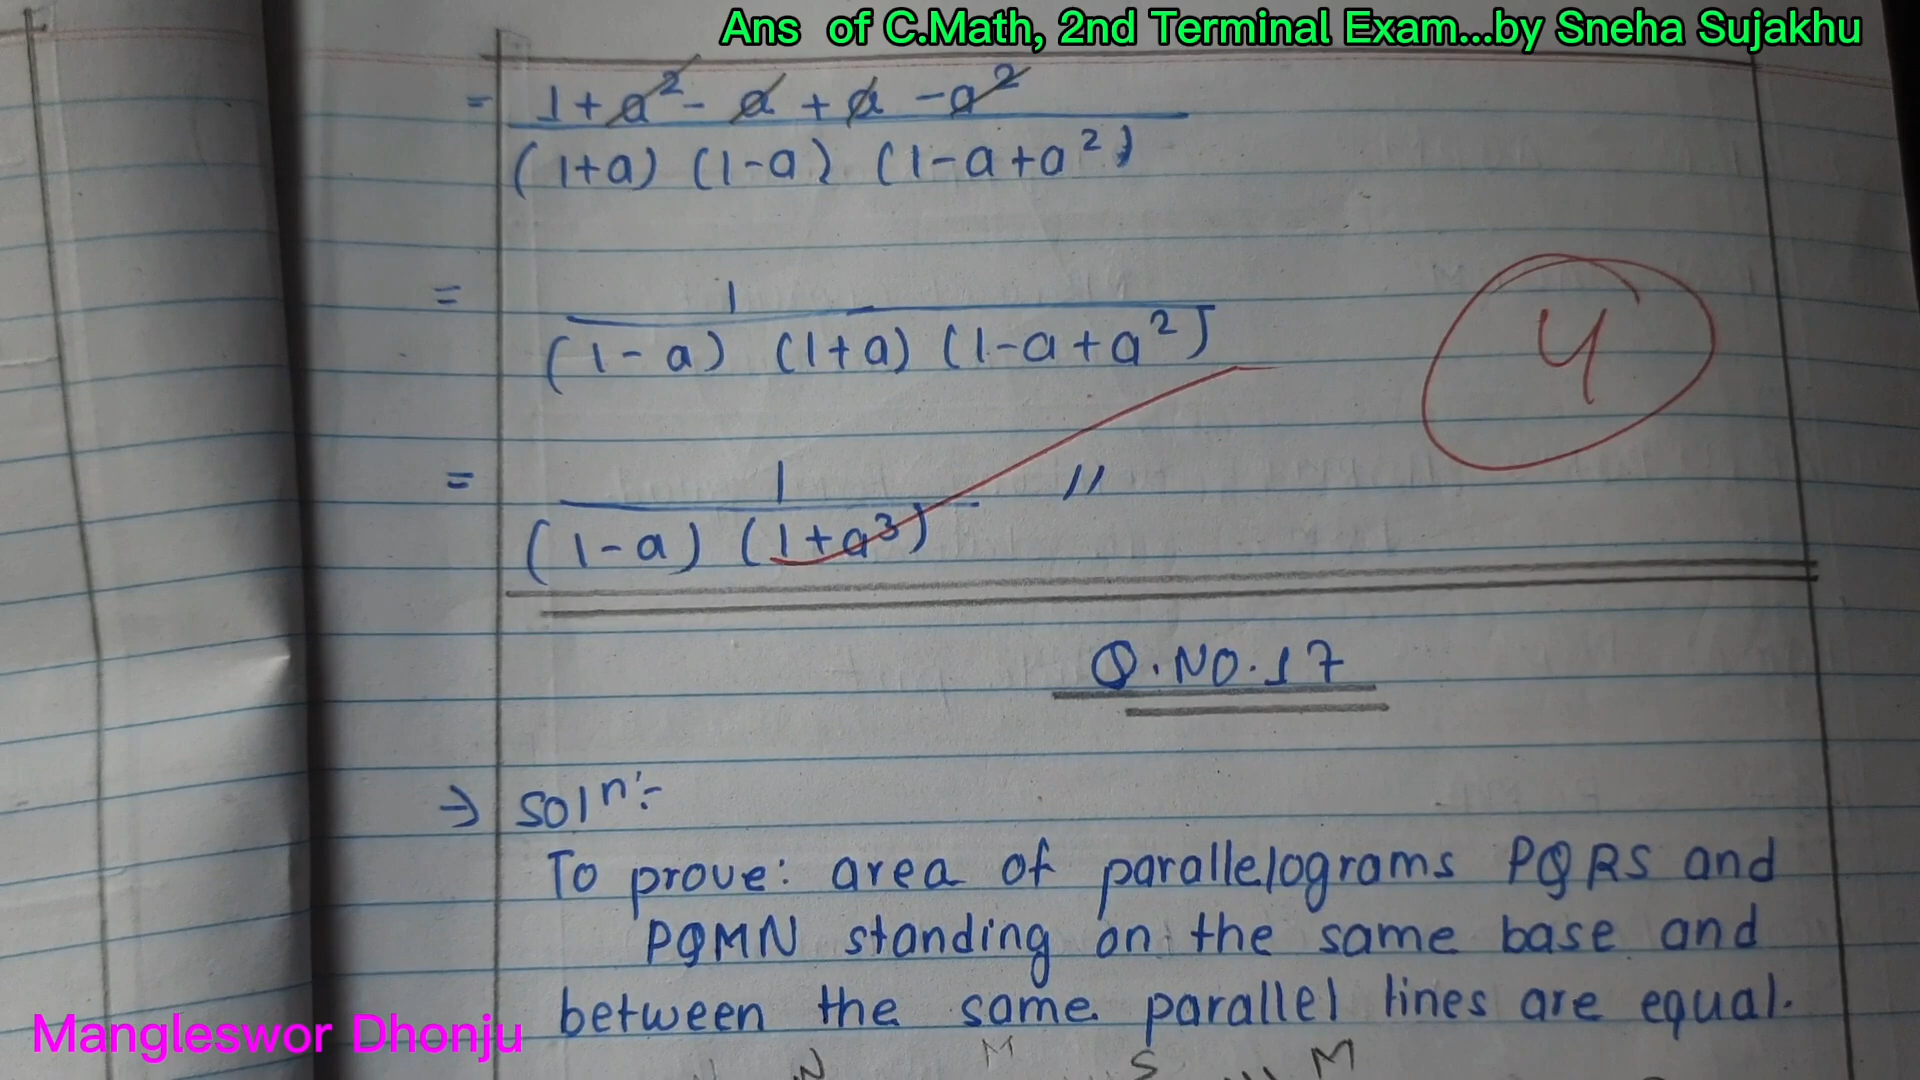 Ans of C.Math, 2nd Terminal Exam...by Sneha Sujakhu
= 1 + a² - a + a - a²
(1+a) (1-a) (1-a+a²)
= 1
(1-a) (1+a) (1-a+a²)
4
= 1 //
(1-a) (1+a³)
Q.NO.17
→ Solⁿ:-
To prove: area of parallelograms PQRS and
PQMN standing on the same base and
between the same parallel lines are equal.
Mangleswor Dhonju
N M S M